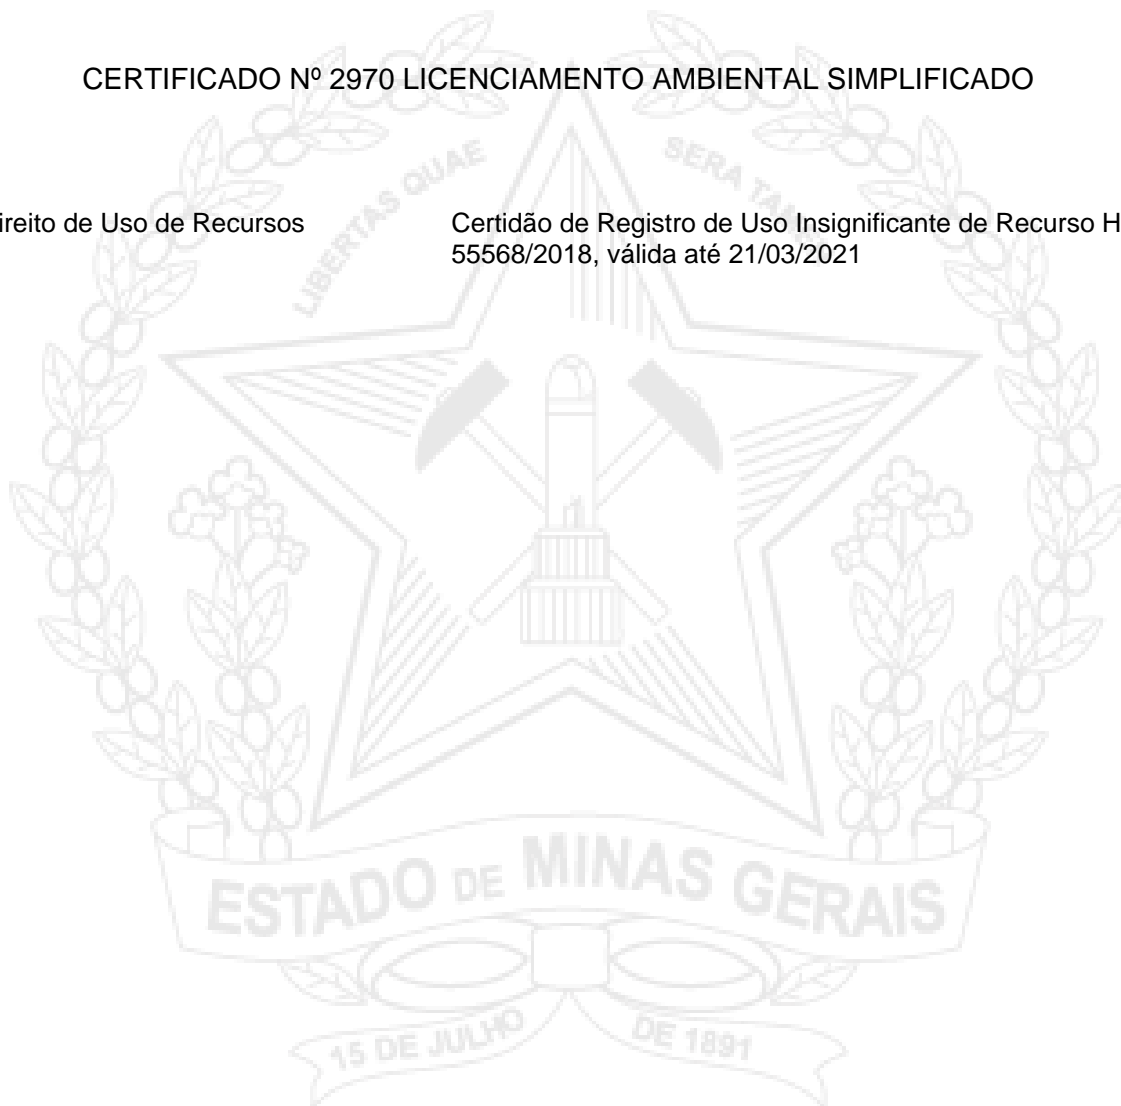 CERTIFICADO Nº 2970 LICENCIAMENTO AMBIENTAL SIMPLIFICADO
LIBERTAS QUAE SERA TAMEN
ireito de Uso de Recursos
Certidão de Registro de Uso Insignificante de Recurso H
55568/2018, válida até 21/03/2021
ESTADO DE MINAS GERAIS
15 DE JULHO DE 1891